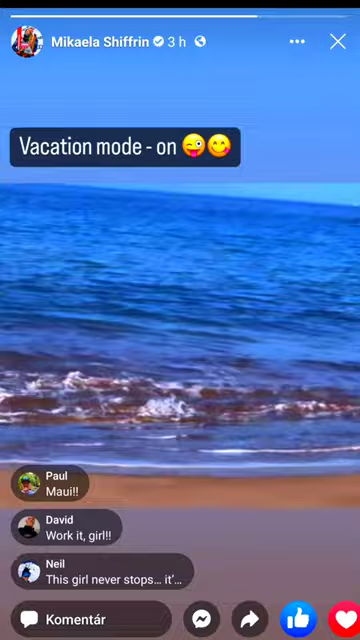 Mikaela Shiffrin 3 h
Vacation mode - on 😜😋
Paul
Maui!!
David
Work it, girl!!
Neil
This girl never stops... it'...
Komentár